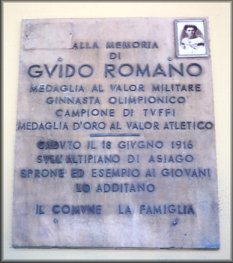 ALLA MEMORIA
DI
GVIDO ROMANO
MEDAGLIA AL VALOR MILITARE
GINNASTA OLIMPIONICO
CAMPIONE DI TVFFI
MEDAGLIA D'ORO AL VALOR ATLETICO
CADVTO IL 18 GIVGNO 1916
SVLL'ALTIPIANO DI ASIAGO
SPRONE ED ESEMPIO AI GIOVANI
LO ADDITANO
IL COMVNE LA FAMIGLIA